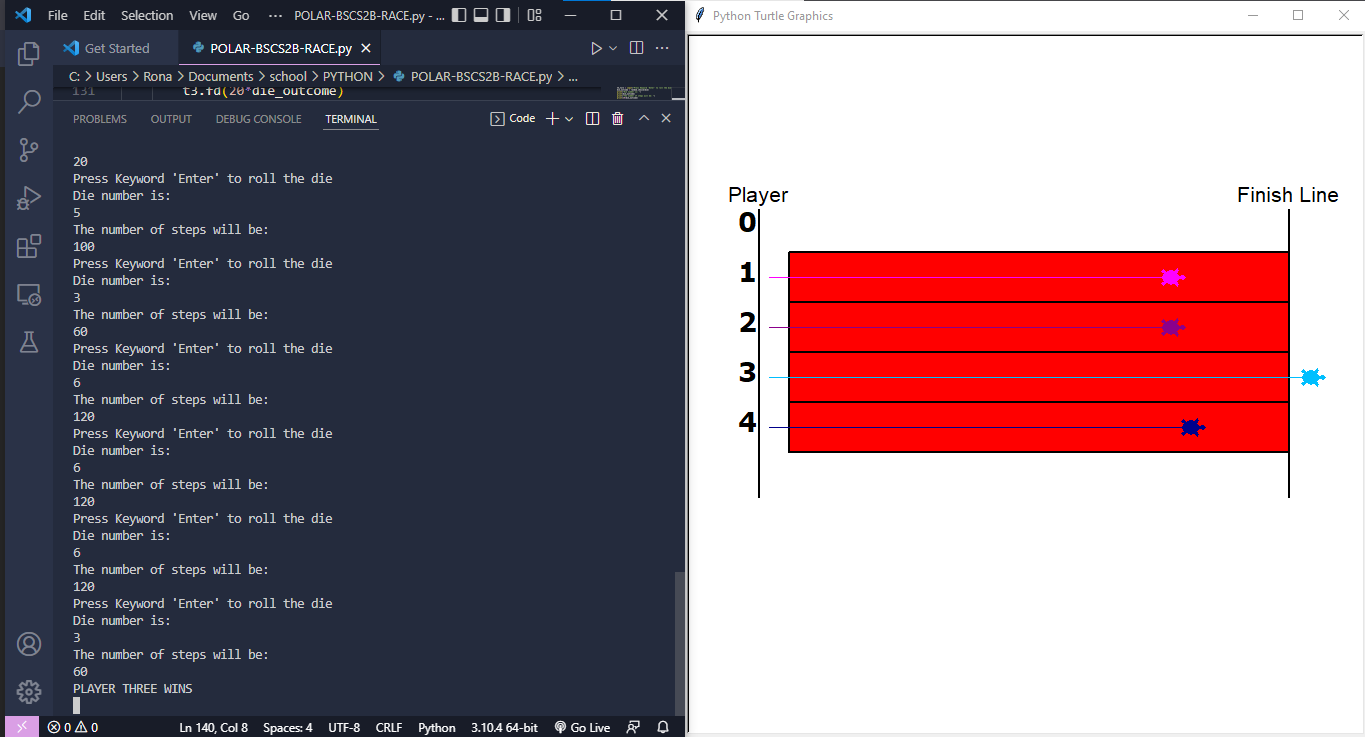 File Edit Selection View Go ··· POLAR-BSCS2B-RACE.py - ...
Get Started POLAR-BSCS2B-RACE.py
C: > Users > Rona > Documents > school > PYTHON > POLAR-BSCS2B-RACE.py > ...
131 t3.fd(20*die_outcome)
PROBLEMS OUTPUT DEBUG CONSOLE TERMINAL Code
20
Press Keyword 'Enter' to roll the die
Die number is:
5
The number of steps will be:
100
Press Keyword 'Enter' to roll the die
Die number is:
3
The number of steps will be:
60
Press Keyword 'Enter' to roll the die
Die number is:
6
The number of steps will be:
120
Press Keyword 'Enter' to roll the die
Die number is:
6
The number of steps will be:
120
Press Keyword 'Enter' to roll the die
Die number is:
6
The number of steps will be:
120
Press Keyword 'Enter' to roll the die
Die number is:
3
The number of steps will be:
60
PLAYER THREE WINS
0 0 Ln 140, Col 8 Spaces: 4 UTF-8 CRLF Python 3.10.4 64-bit Go Live
Python Turtle Graphics
Player Finish Line
0
1
2
3
4